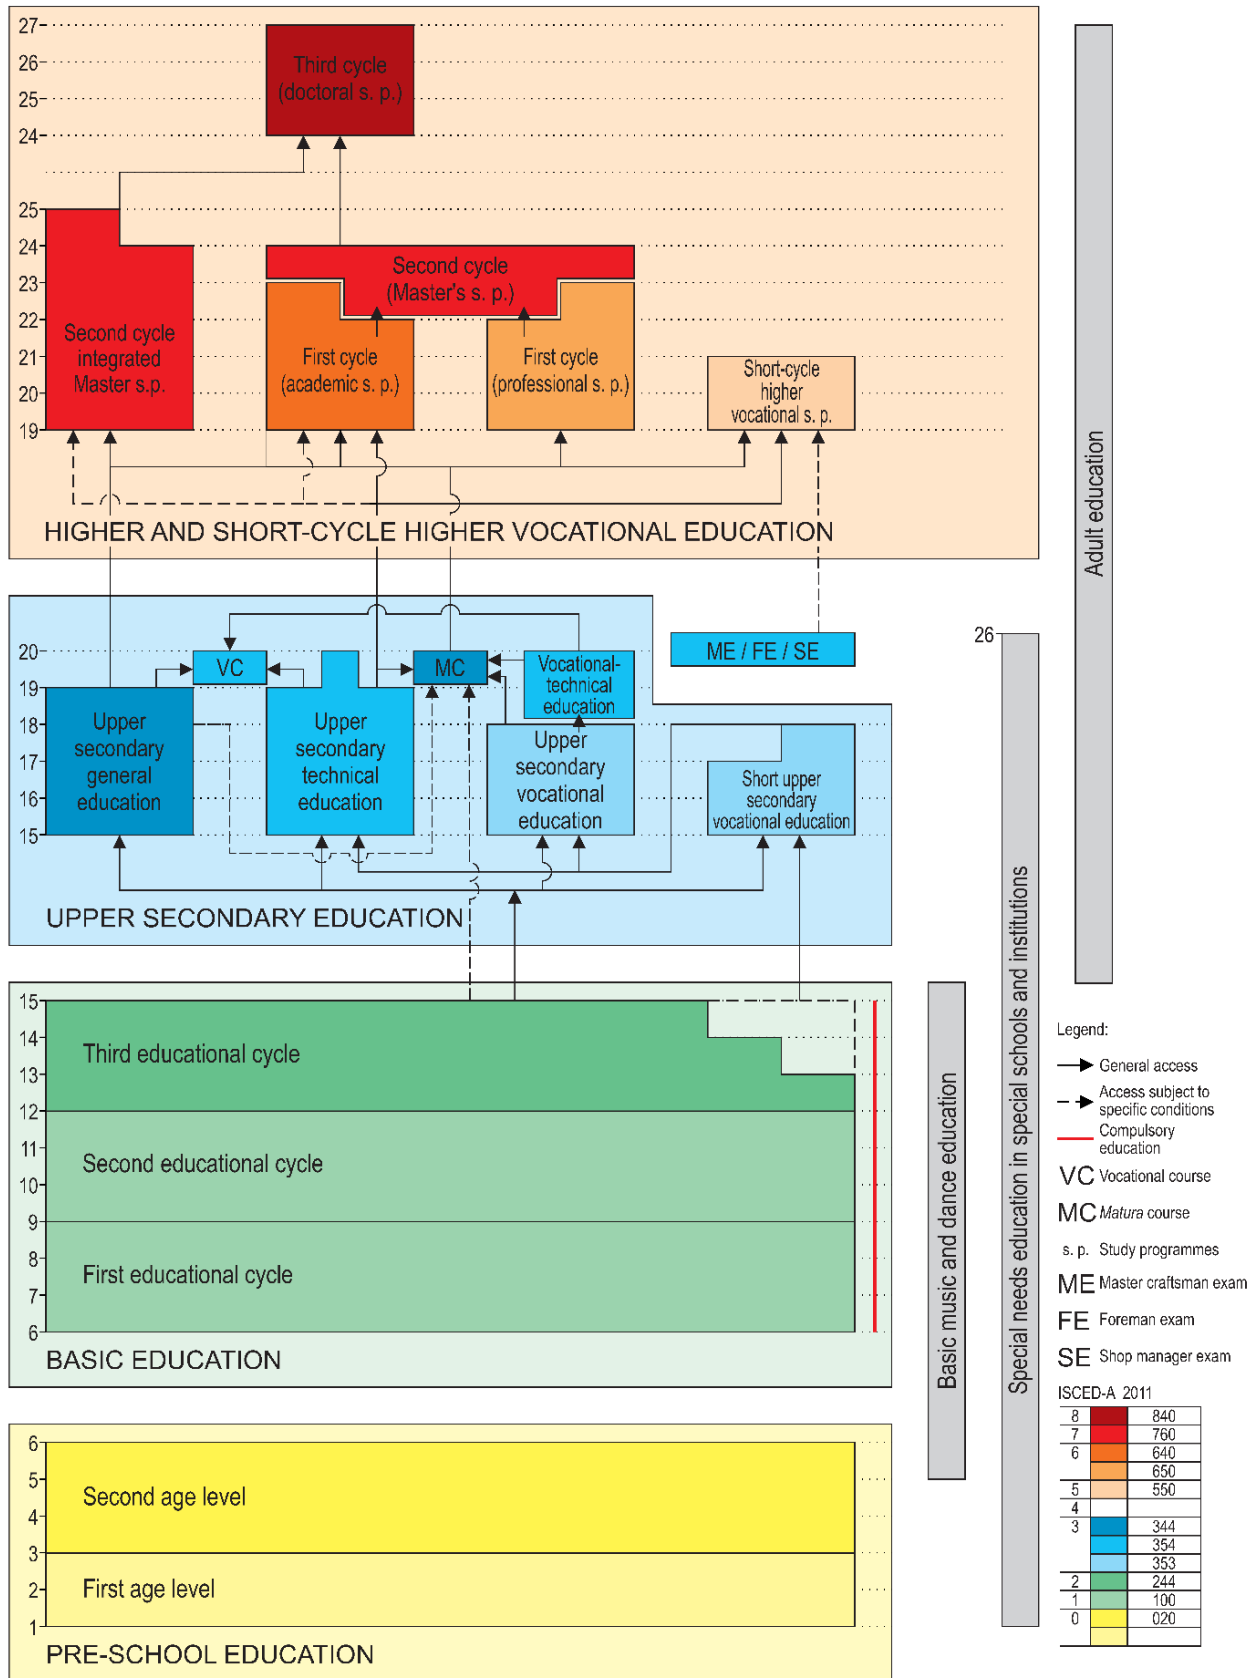 27
26
25
24
25
24
23
22
21
20
19
Third cycle
(doctoral s. p.)
Second cycle
(Master's s. p.)
Second cycle
integrated
Master s.p.
First cycle
(academic s. p.)
First cycle
(professional s. p.)
Short-cycle
higher
vocational s. p.
HIGHER AND SHORT-CYCLE HIGHER VOCATIONAL EDUCATION
20
19
18
17
16
15
VC
MC
Vocational-
technical
education
ME / FE / SE
Upper
secondary
general
education
Upper
secondary
technical
education
Upper
secondary
vocational
education
Short upper
secondary
vocational education
UPPER SECONDARY EDUCATION
15
14
13
12
11
10
9
8
7
6
Third educational cycle
Second educational cycle
First educational cycle
BASIC EDUCATION
6
5
4
3
2
1
Second age level
First age level
PRE-SCHOOL EDUCATION
Basic music and dance education
26
Special needs education in special schools and institutions
Adult education
Legend:
General access
Access subject to
specific conditions
Compulsory
education
VC Vocational course
MC Matura course
s. p. Study programmes
ME Master craftsman exam
FE Foreman exam
SE Shop manager exam
ISCED-A 2011
8 840
7 760
6 640
650
5 550
4
3 344
354
353
2 244
1 100
0 020